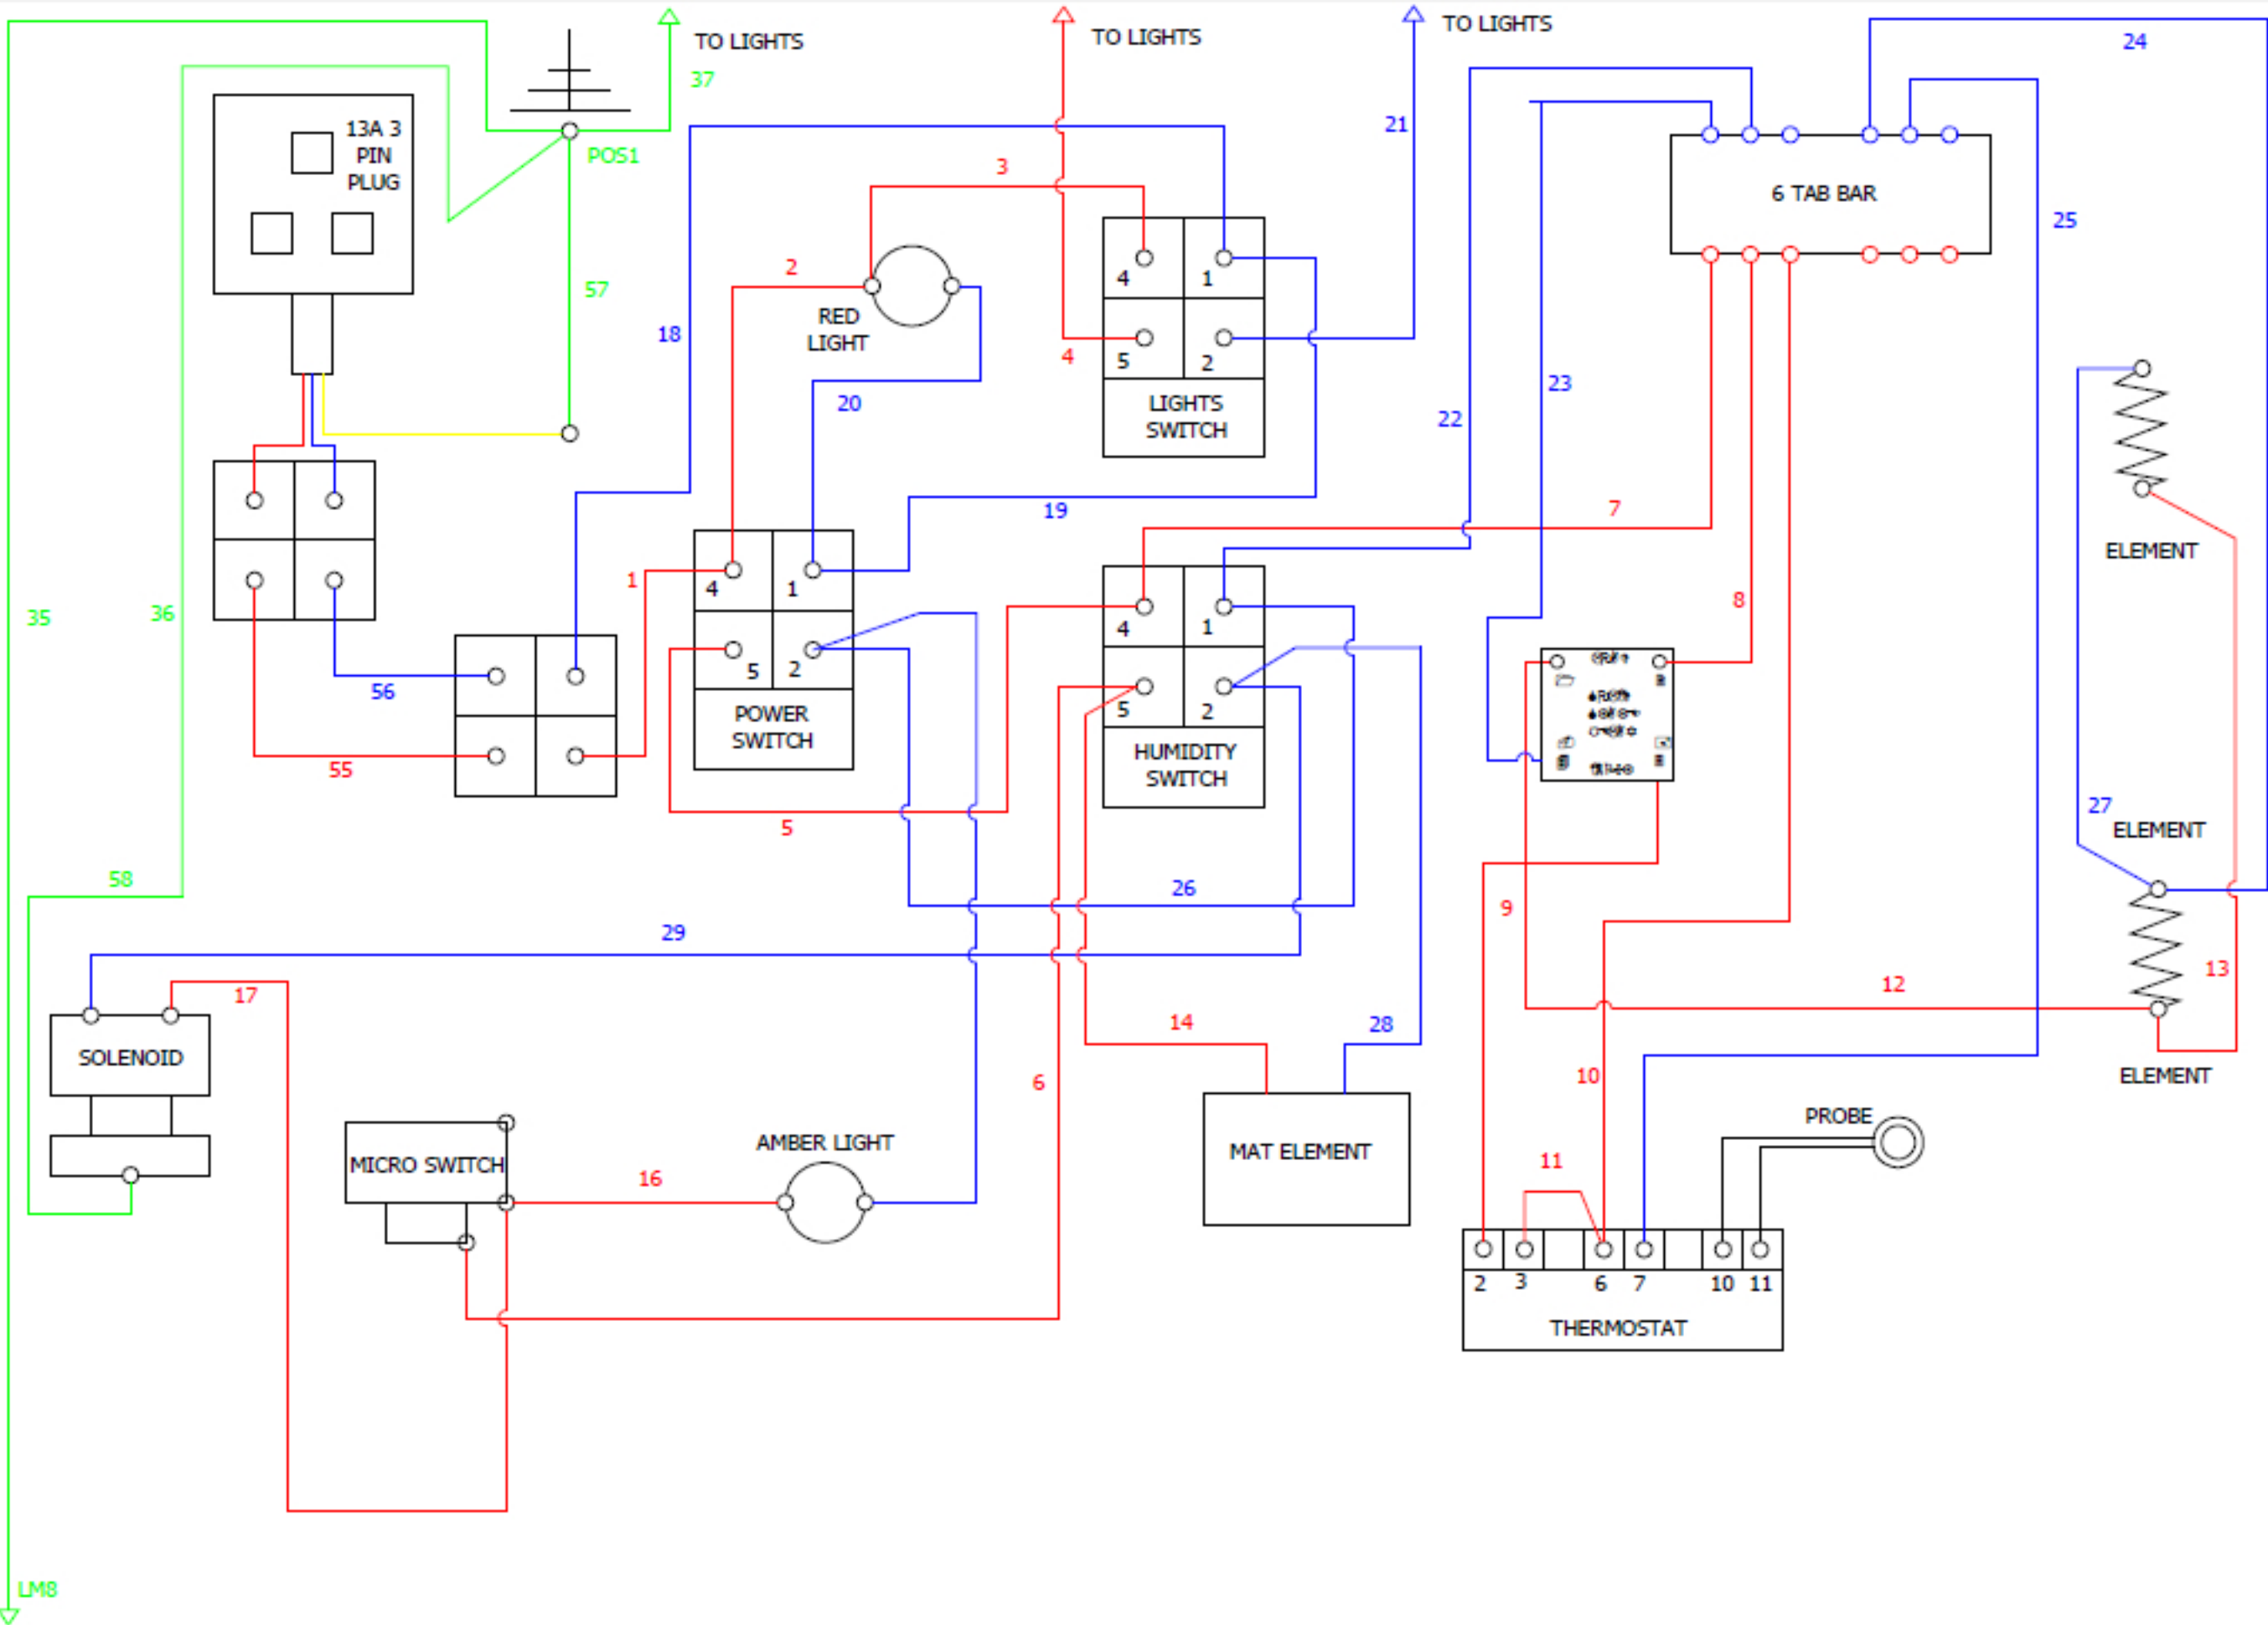 TO LIGHTS
TO LIGHTS
TO LIGHTS
24
37
13A 3
PIN
PLUG
POS1
21
3
6 TAB BAR
25
2
57
4
1
RED
LIGHT
18
4
5
2
20
LIGHTS
SWITCH
23
22
19
7
ELEMENT
1
4
1
35
36
8
4
1
5
2
56
POWER
SWITCH
5
2
HUMIDITY
SWITCH
55
5
27
ELEMENT
58
26
9
29
17
13
12
14
28
SOLENOID
6
10
ELEMENT
PROBE
AMBER LIGHT
MAT ELEMENT
MICRO SWITCH
16
11
2
3
6
7
10
11
THERMOSTAT
LM8